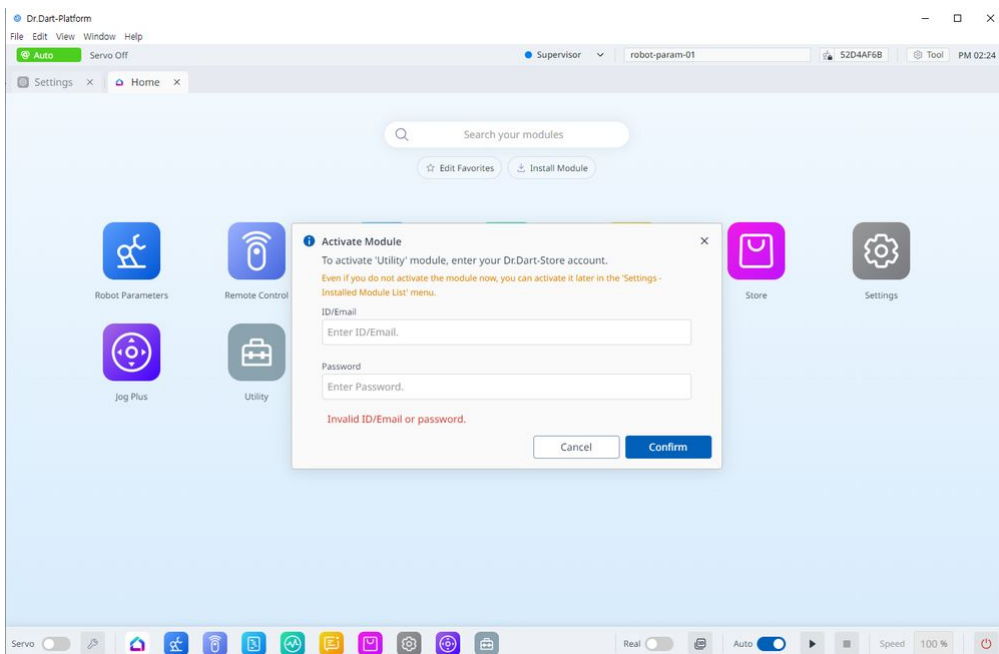 Dr.Dart-Platform
File Edit View Window Help
Auto Servo Off Supervisor robot-param-01 52D4AF6B Tool PM 02:24
Settings Home
Search your modules
Edit Favorites Install Module
Activate Module
To activate 'Utility' module, enter your Dr.Dart-Store account.
Even if you do not activate the module now, you can activate it later in the 'Settings -
Installed Module List' menu.
ID/Email
Enter ID/Email.
Password
Enter Password.
Invalid ID/Email or password.
Cancel Confirm
Robot Parameters Remote Control Store Settings
Jog Plus Utility
Servo Real Auto Speed 100 %